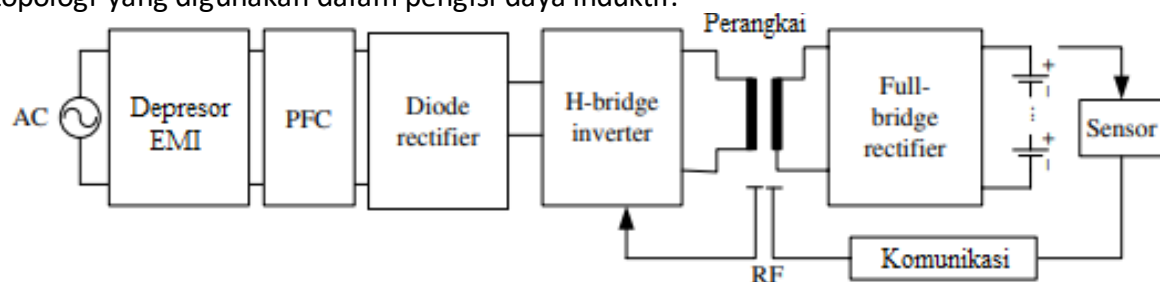 topologi yang digunakan dalam pengisi daya induktif.
Perangkai
AC
Depresor
EMI
PFC
Diode
rectifier
H-bridge
inverter
Full-
bridge
rectifier
+
−
+
−
Sensor
RF
Komunikasi